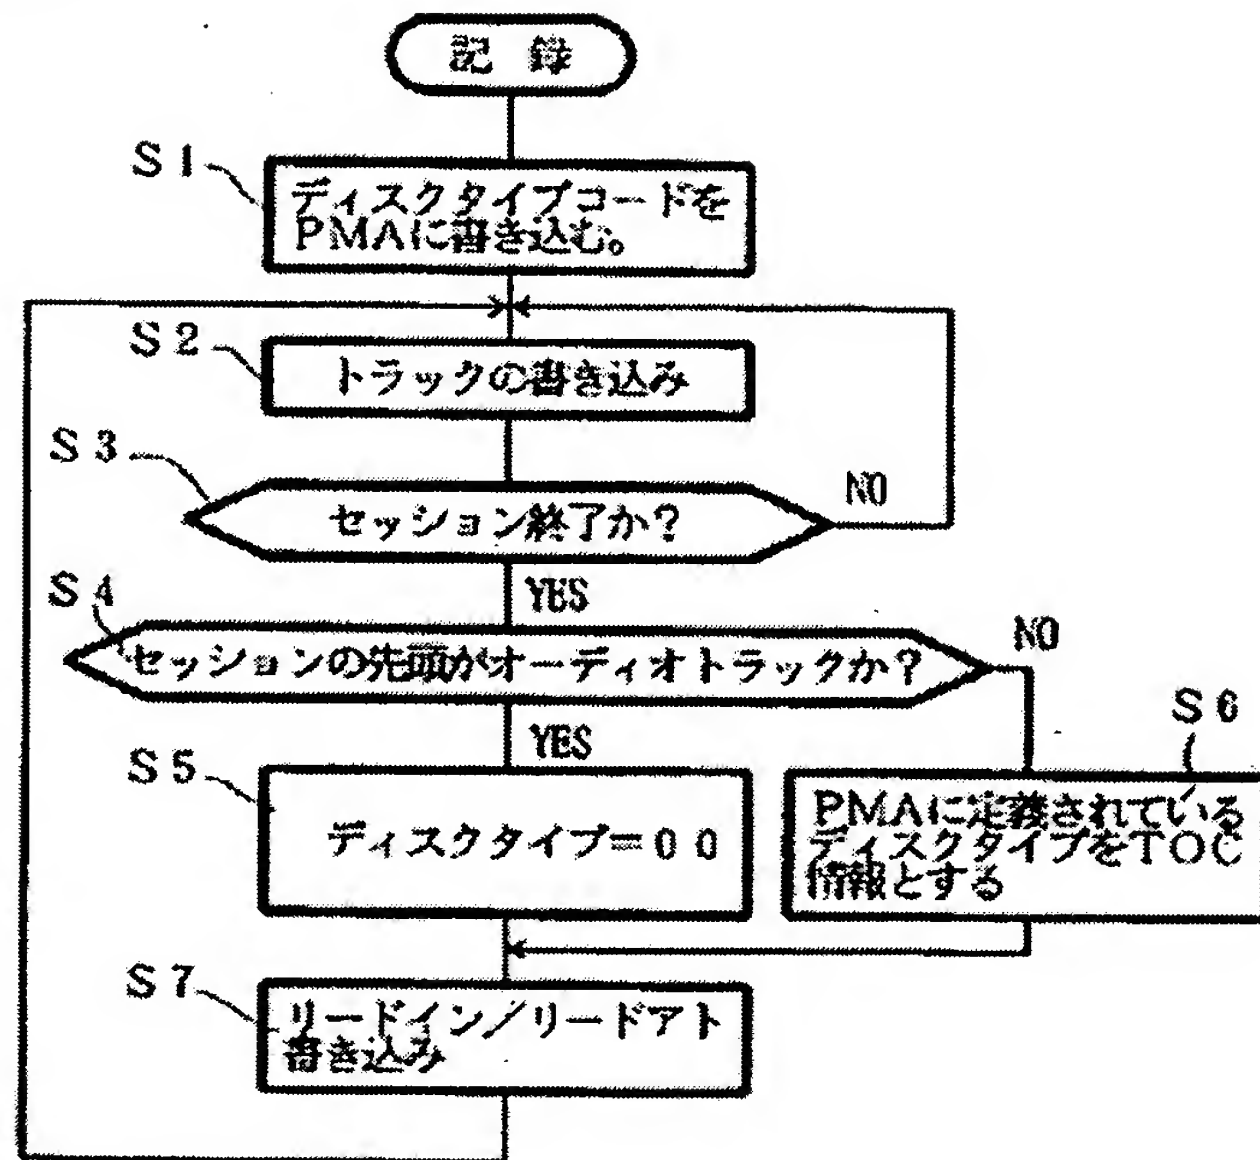 記 録
S1
ディスクタイプコードを
PMAに書き込む。
S2
トラックの書き込み
S3
セッション終了か?
NO
YES
S4
セッションの先頭がオーディオトラックか?
NO
YES
S5
ディスクタイプ=00
S6
PMAに定義されている
ディスクタイプをTOC
情報とする
S7
リードイン/リードアト
書き込み